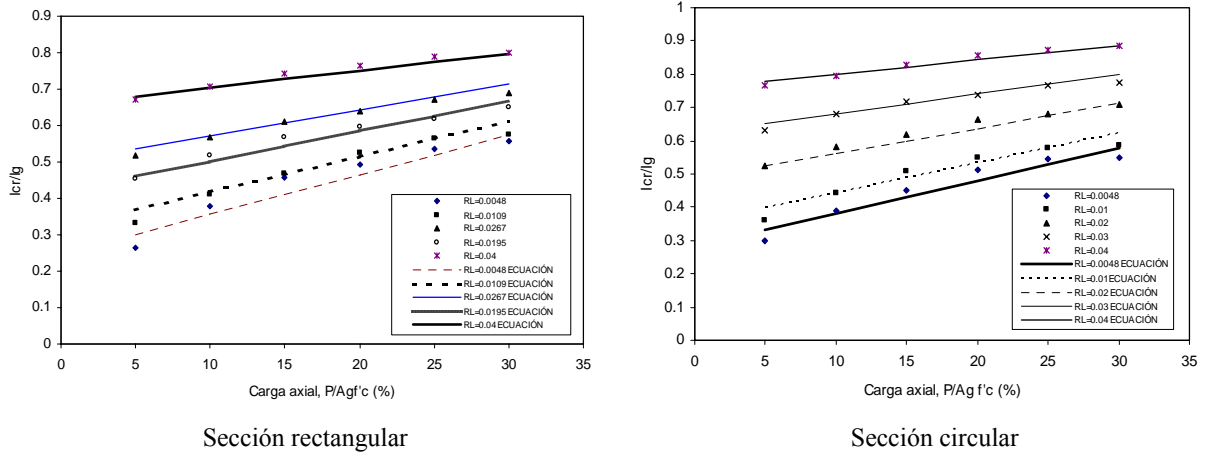 0.9
0.8
0.7
0.6
0.5
0.4
0.3
0.2
0.1
0
Icr/Ig
0 5 10 15 20 25 30 35
Carga axial, P/Agf'c (%)
RL=0.0048
RL=0.0109
RL=0.0267
RL=0.0195
RL=0.04
RL=0.0048 ECUACIÓN
RL=0.0109 ECUACIÓN
RL=0.0267 ECUACIÓN
RL=0.0195 ECUACIÓN
RL=0.04 ECUACIÓN
Sección rectangular
1
0.9
0.8
0.7
0.6
0.5
0.4
0.3
0.2
0.1
0
Icr/Ig
0 5 10 15 20 25 30 35
Carga axial, P/Ag f'c (%)
RL=0.0048
RL=0.01
RL=0.02
RL=0.03
RL=0.04
RL=0.0048 ECUACIÓN
RL=0.01 ECUACIÓN
RL=0.02 ECUACIÓN
RL=0.03 ECUACIÓN
RL=0.04 ECUACIÓN
Sección circular